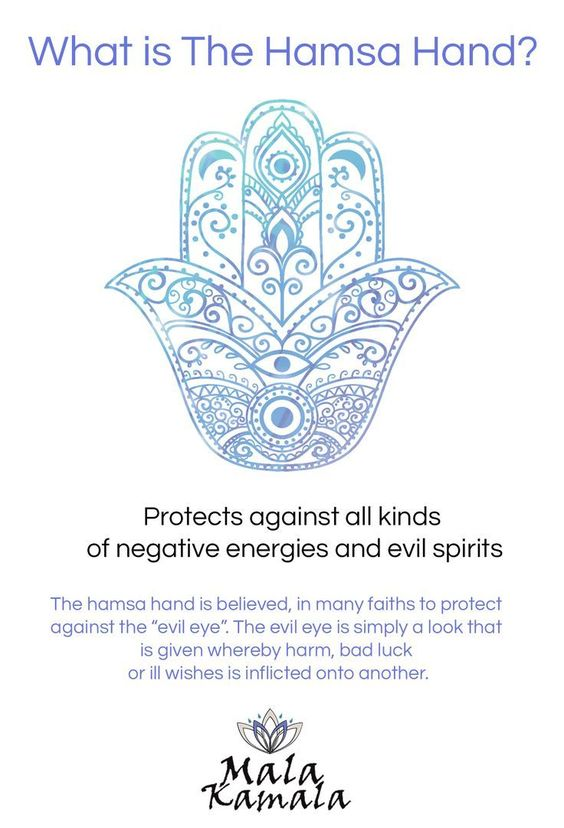 What is The Hamsa Hand?
Protects against all kinds
of negative energies and evil spirits
The hamsa hand is believed, in many faiths to protect
against the “evil eye”. The evil eye is simply a look that
is given whereby harm, bad luck
or ill wishes is inflicted onto another.
Mala
Kamala